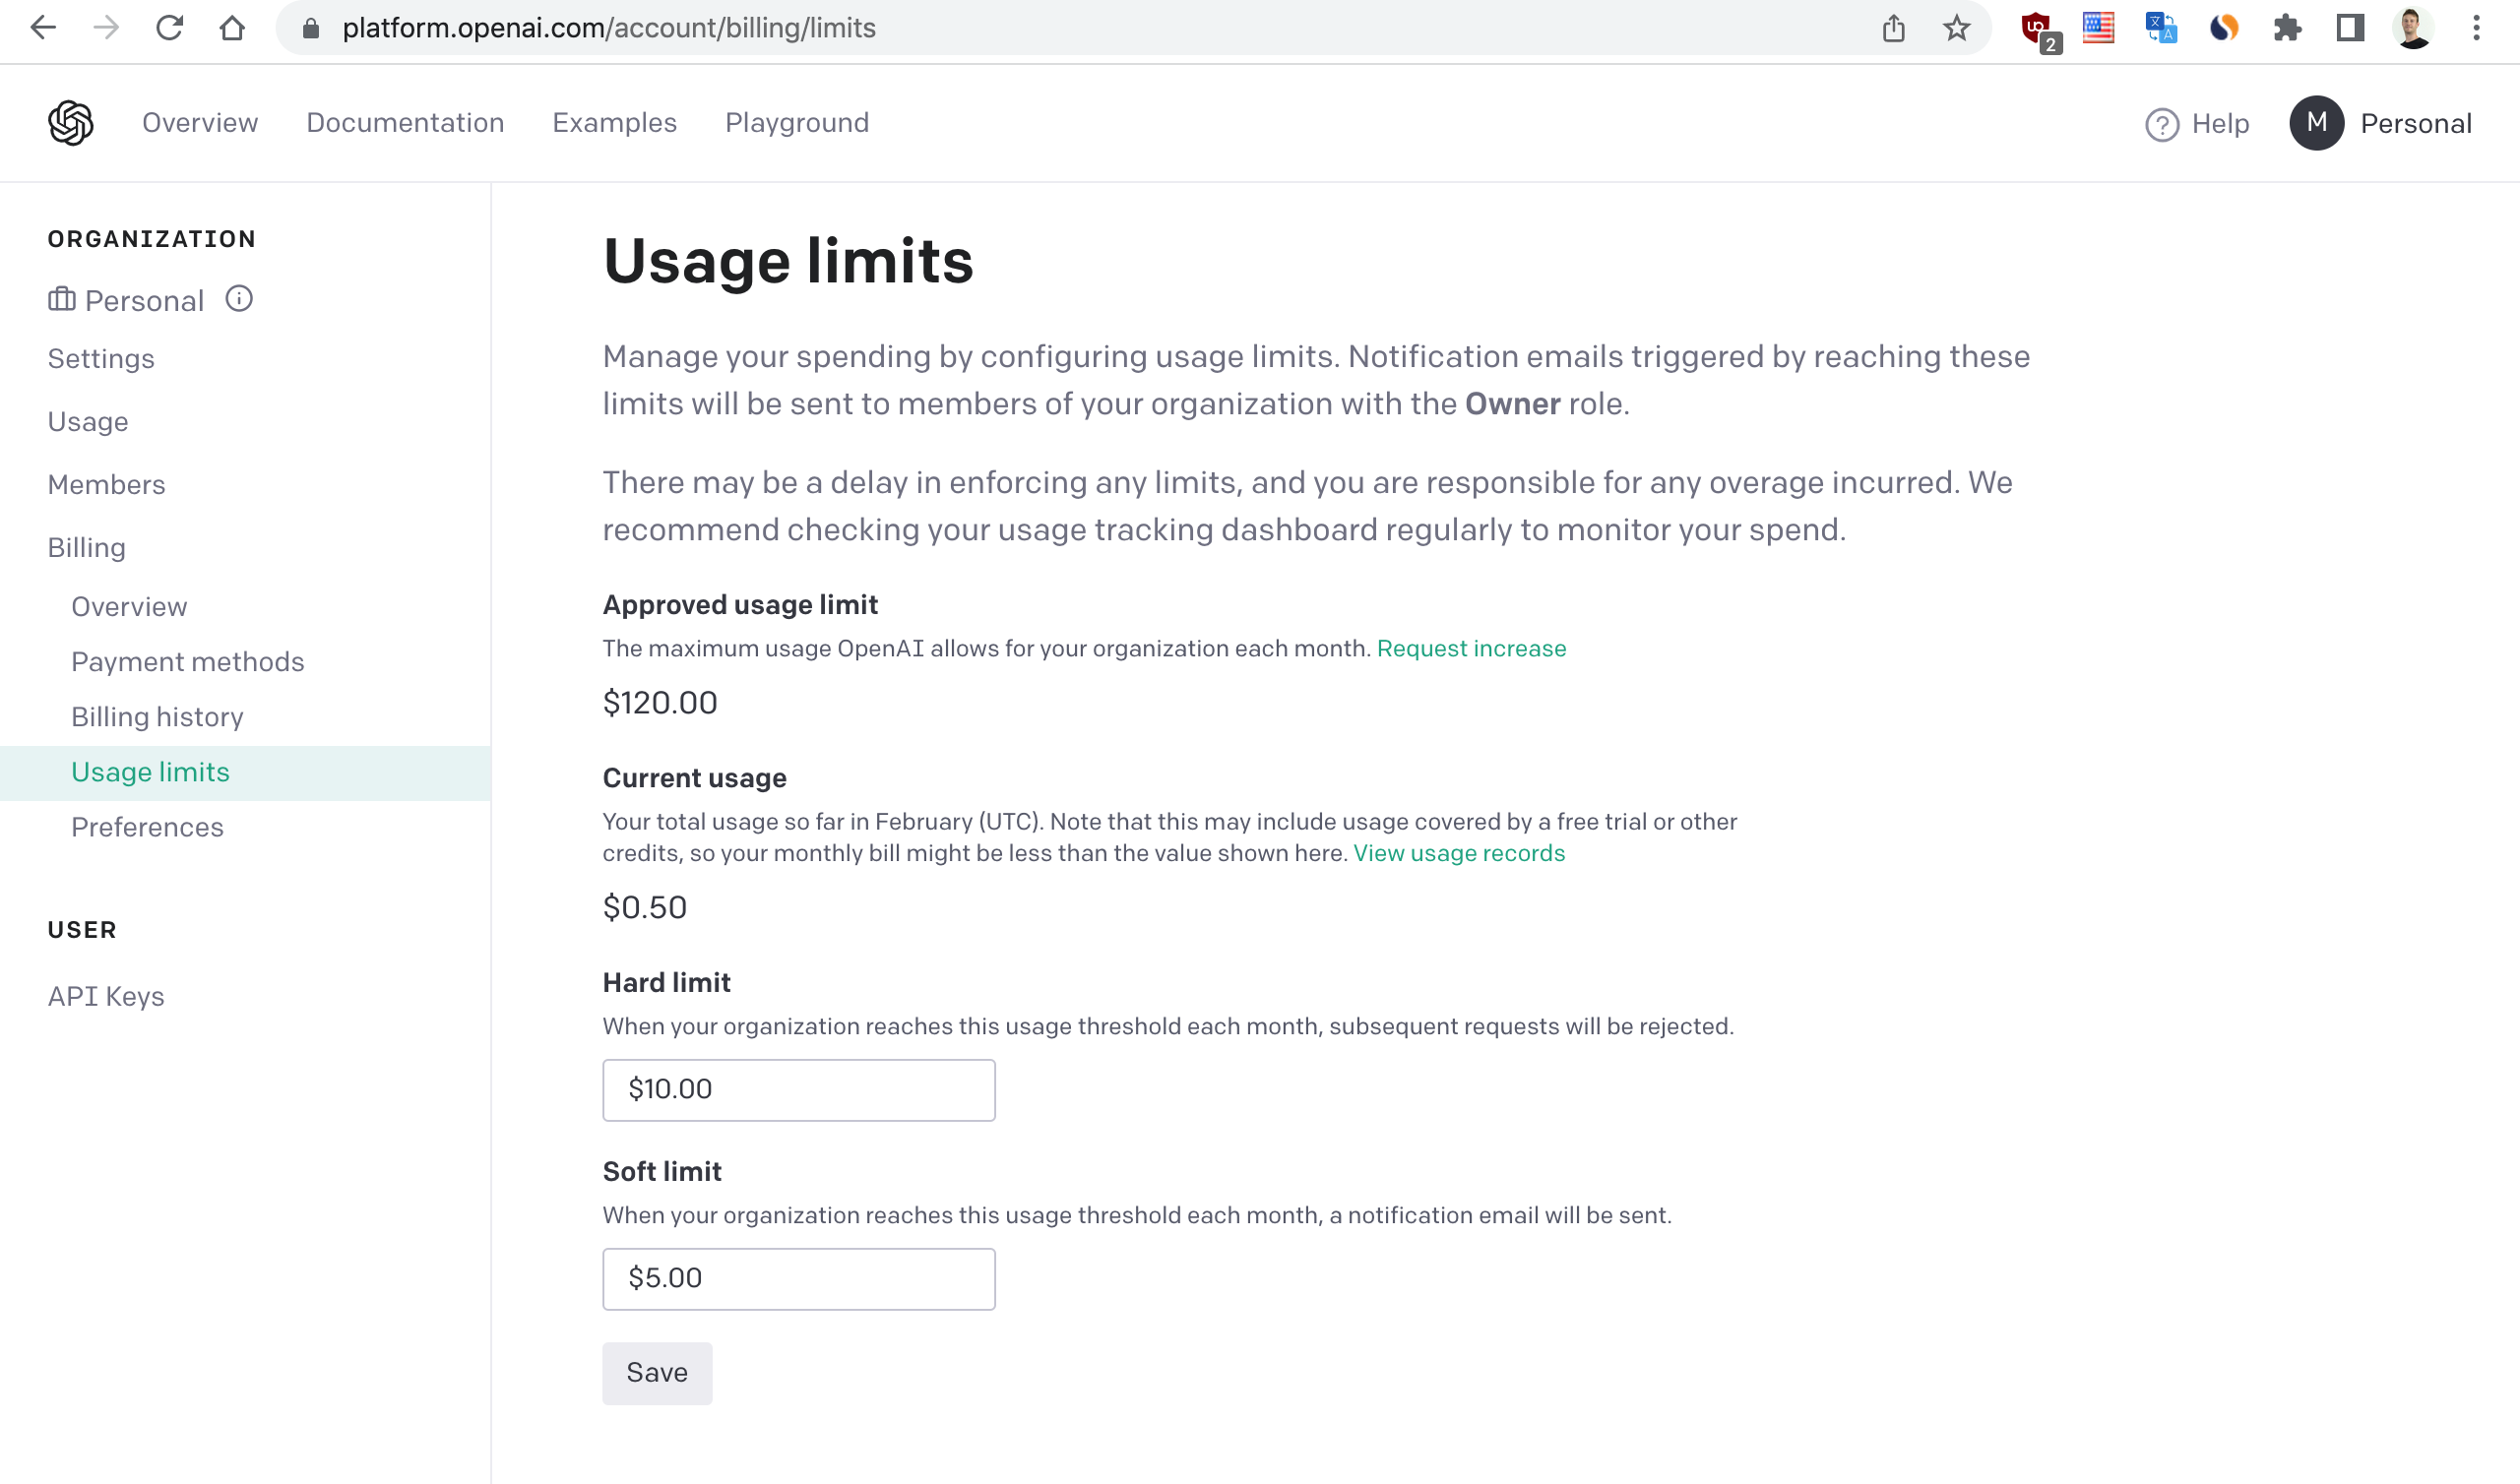 platform.openai.com/account/billing/limits
2
Overview Documentation Examples Playground
Help M Personal
ORGANIZATION
Personal
Settings
Usage
Members
Billing
Overview
Payment methods
Billing history
Usage limits
Preferences
USER
API Keys
Usage limits
Manage your spending by configuring usage limits. Notification emails triggered by reaching these
limits will be sent to members of your organization with the Owner role.
There may be a delay in enforcing any limits, and you are responsible for any overage incurred. We
recommend checking your usage tracking dashboard regularly to monitor your spend.
Approved usage limit
The maximum usage OpenAI allows for your organization each month. Request increase
$120.00
Current usage
Your total usage so far in February (UTC). Note that this may include usage covered by a free trial or other
credits, so your monthly bill might be less than the value shown here. View usage records
$0.50
Hard limit
When your organization reaches this usage threshold each month, subsequent requests will be rejected.
$10.00
Soft limit
When your organization reaches this usage threshold each month, a notification email will be sent.
$5.00
Save